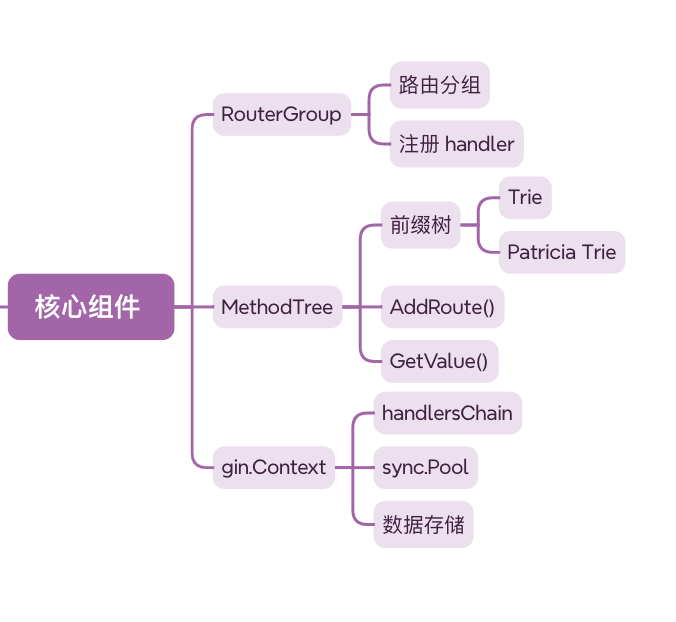 核心组件
RouterGroup
路由分组
注册 handler
MethodTree
前缀树
Trie
Patricia Trie
AddRoute()
GetValue()
gin.Context
handlersChain
sync.Pool
数据存储